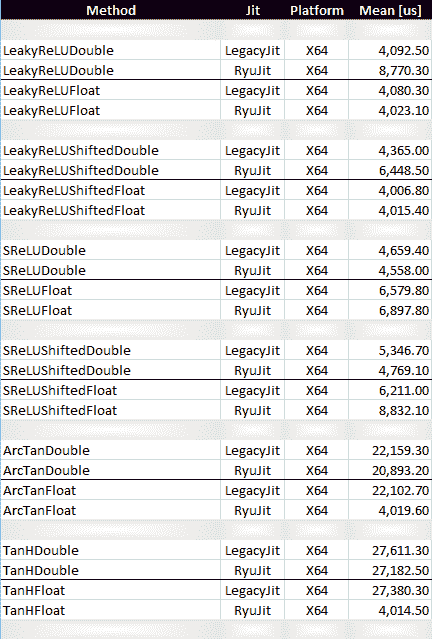 Method Jit Platform Mean [us]
LeakyReLUDouble LegacyJit X64 4,092.50
LeakyReLUDouble RyuJit X64 8,770.30
LeakyReLUFloat LegacyJit X64 4,080.30
LeakyReLUFloat RyuJit X64 4,023.10
LeakyReLUShiftedDouble LegacyJit X64 4,365.00
LeakyReLUShiftedDouble RyuJit X64 6,448.50
LeakyReLUShiftedFloat LegacyJit X64 4,006.80
LeakyReLUShiftedFloat RyuJit X64 4,015.40
SReLUDouble LegacyJit X64 4,659.40
SReLUDouble RyuJit X64 4,558.00
SReLUFloat LegacyJit X64 6,579.80
SReLUFloat RyuJit X64 6,897.80
SReLUShiftedDouble LegacyJit X64 5,346.70
SReLUShiftedDouble RyuJit X64 4,769.10
SReLUShiftedFloat LegacyJit X64 6,211.00
SReLUShiftedFloat RyuJit X64 8,832.10
ArcTanDouble LegacyJit X64 22,159.30
ArcTanDouble RyuJit X64 20,893.20
ArcTanFloat LegacyJit X64 22,102.70
ArcTanFloat RyuJit X64 4,019.60
TanHDouble LegacyJit X64 27,611.30
TanHDouble RyuJit X64 27,182.50
TanHFloat LegacyJit X64 27,380.30
TanHFloat RyuJit X64 4,014.50